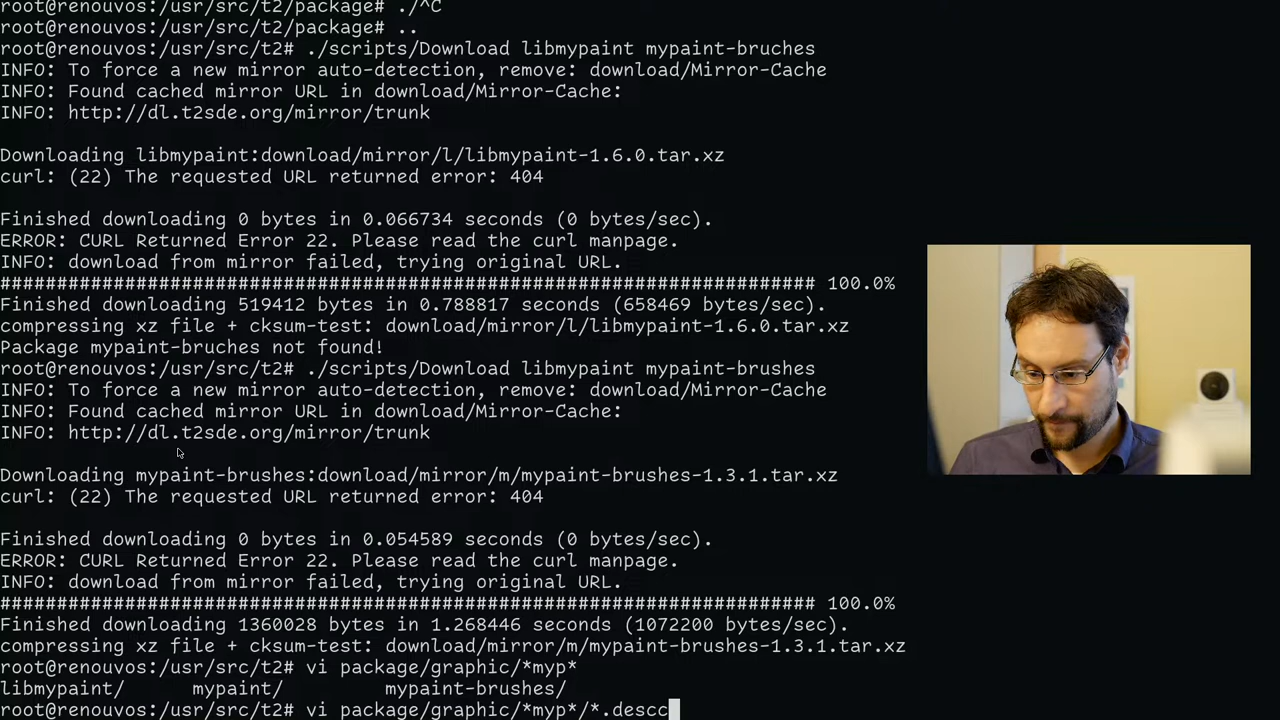 root@renouvos:/usr/src/t2/package# ./^C
root@renouvos:/usr/src/t2/package# ..
root@renouvos:/usr/src/t2# ./scripts/Download libmypaint mypaint-bruches
INFO: To force a new mirror auto-detection, remove: download/Mirror-Cache
INFO: Found cached mirror URL in download/Mirror-Cache:
INFO: http://dl.t2sde.org/mirror/trunk
Downloading libmypaint:download/mirror/l/libmypaint-1.6.0.tar.xz
curl: (22) The requested URL returned error: 404
Finished downloading 0 bytes in 0.066734 seconds (0 bytes/sec).
ERROR: CURL Returned Error 22. Please read the curl manpage.
INFO: download from mirror failed, trying original URL.
######################################################################## 100.0%
Finished downloading 519412 bytes in 0.788817 seconds (658469 bytes/sec).
compressing xz file + cksum-test: download/mirror/l/libmypaint-1.6.0.tar.xz
Package mypaint-bruches not found!
root@renouvos:/usr/src/t2# ./scripts/Download libmypaint mypaint-brushes
INFO: To force a new mirror auto-detection, remove: download/Mirror-Cache
INFO: Found cached mirror URL in download/Mirror-Cache:
INFO: http://dl.t2sde.org/mirror/trunk
Downloading mypaint-brushes:download/mirror/m/mypaint-brushes-1.3.1.tar.xz
curl: (22) The requested URL returned error: 404
Finished downloading 0 bytes in 0.054589 seconds (0 bytes/sec).
ERROR: CURL Returned Error 22. Please read the curl manpage.
INFO: download from mirror failed, trying original URL.
######################################################################## 100.0%
Finished downloading 1360028 bytes in 1.268446 seconds (1072200 bytes/sec).
compressing xz file + cksum-test: download/mirror/m/mypaint-brushes-1.3.1.tar.xz
root@renouvos:/usr/src/t2# vi package/graphic/*myp*
libmypaint/      mypaint/         mypaint-brushes/
root@renouvos:/usr/src/t2# vi package/graphic/*myp*/*.descc